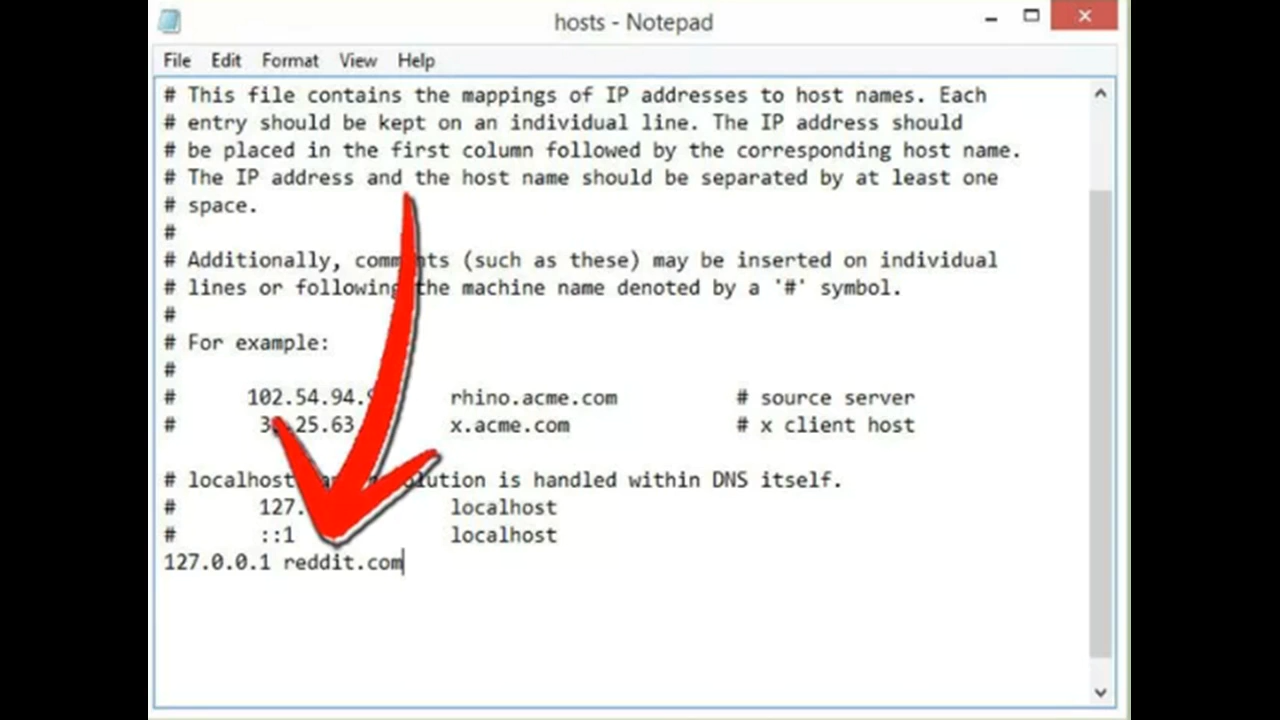 hosts - Notepad
File Edit Format View Help
# This file contains the mappings of IP addresses to host names. Each
# entry should be kept on an individual line. The IP address should
# be placed in the first column followed by the corresponding host name.
# The IP address and the host name should be separated by at least one
# space.
#
# Additionally, (such as these) may be inserted on individual
# lines or following the machine name denoted by a '#' symbol.
#
# For example:
#
# 102.54.94. rhino.acme.com # source server
# 25.63 x.acme.com # x client host
# localhost is handled within DNS itself.
# 127. localhost
# ::1 localhost
127.0.0.1 reddit.com